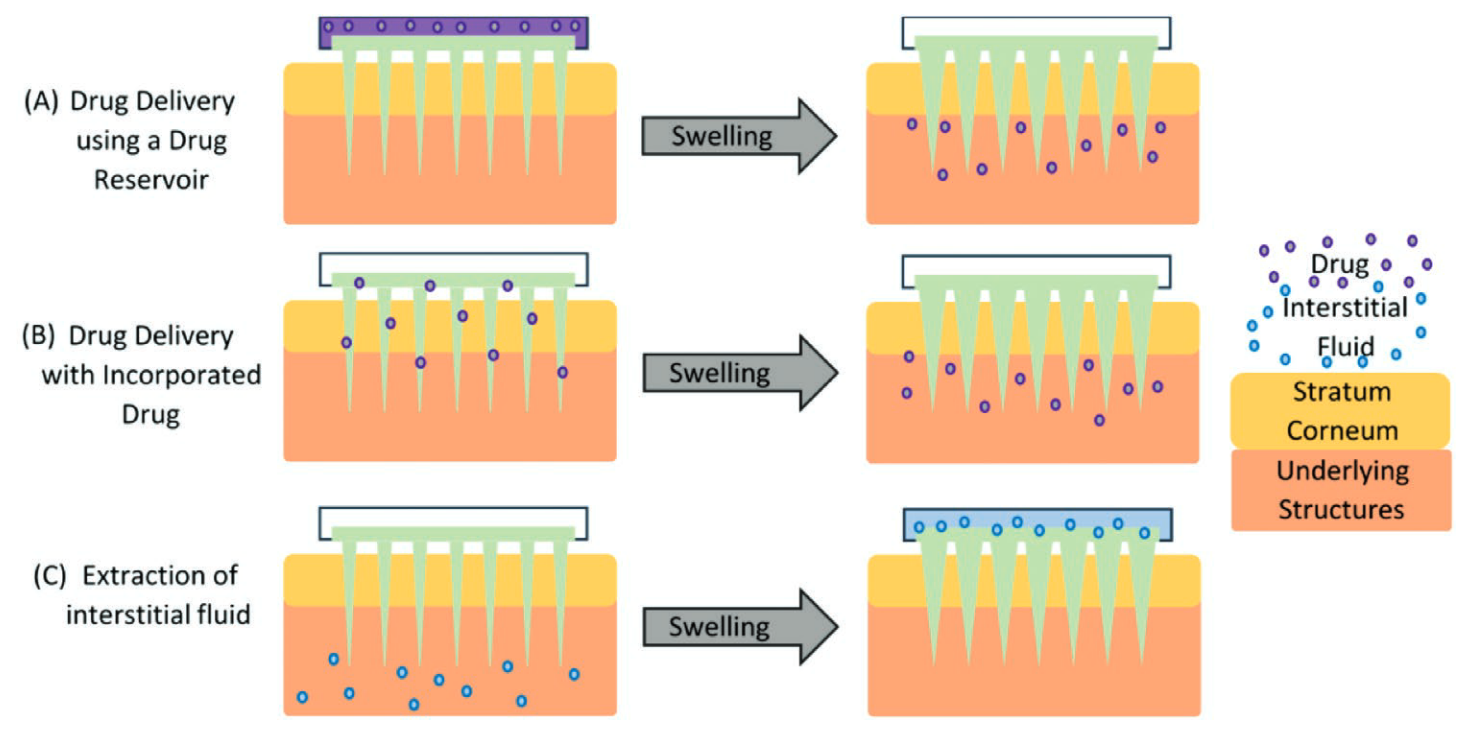 (A) Drug Delivery
using a Drug
Reservoir
Swelling
(B) Drug Delivery
with Incorporated
Drug
Swelling
(C) Extraction of
interstitial fluid
Swelling
Drug
Interstitial
Fluid
Stratum
Corneum
Underlying
Structures